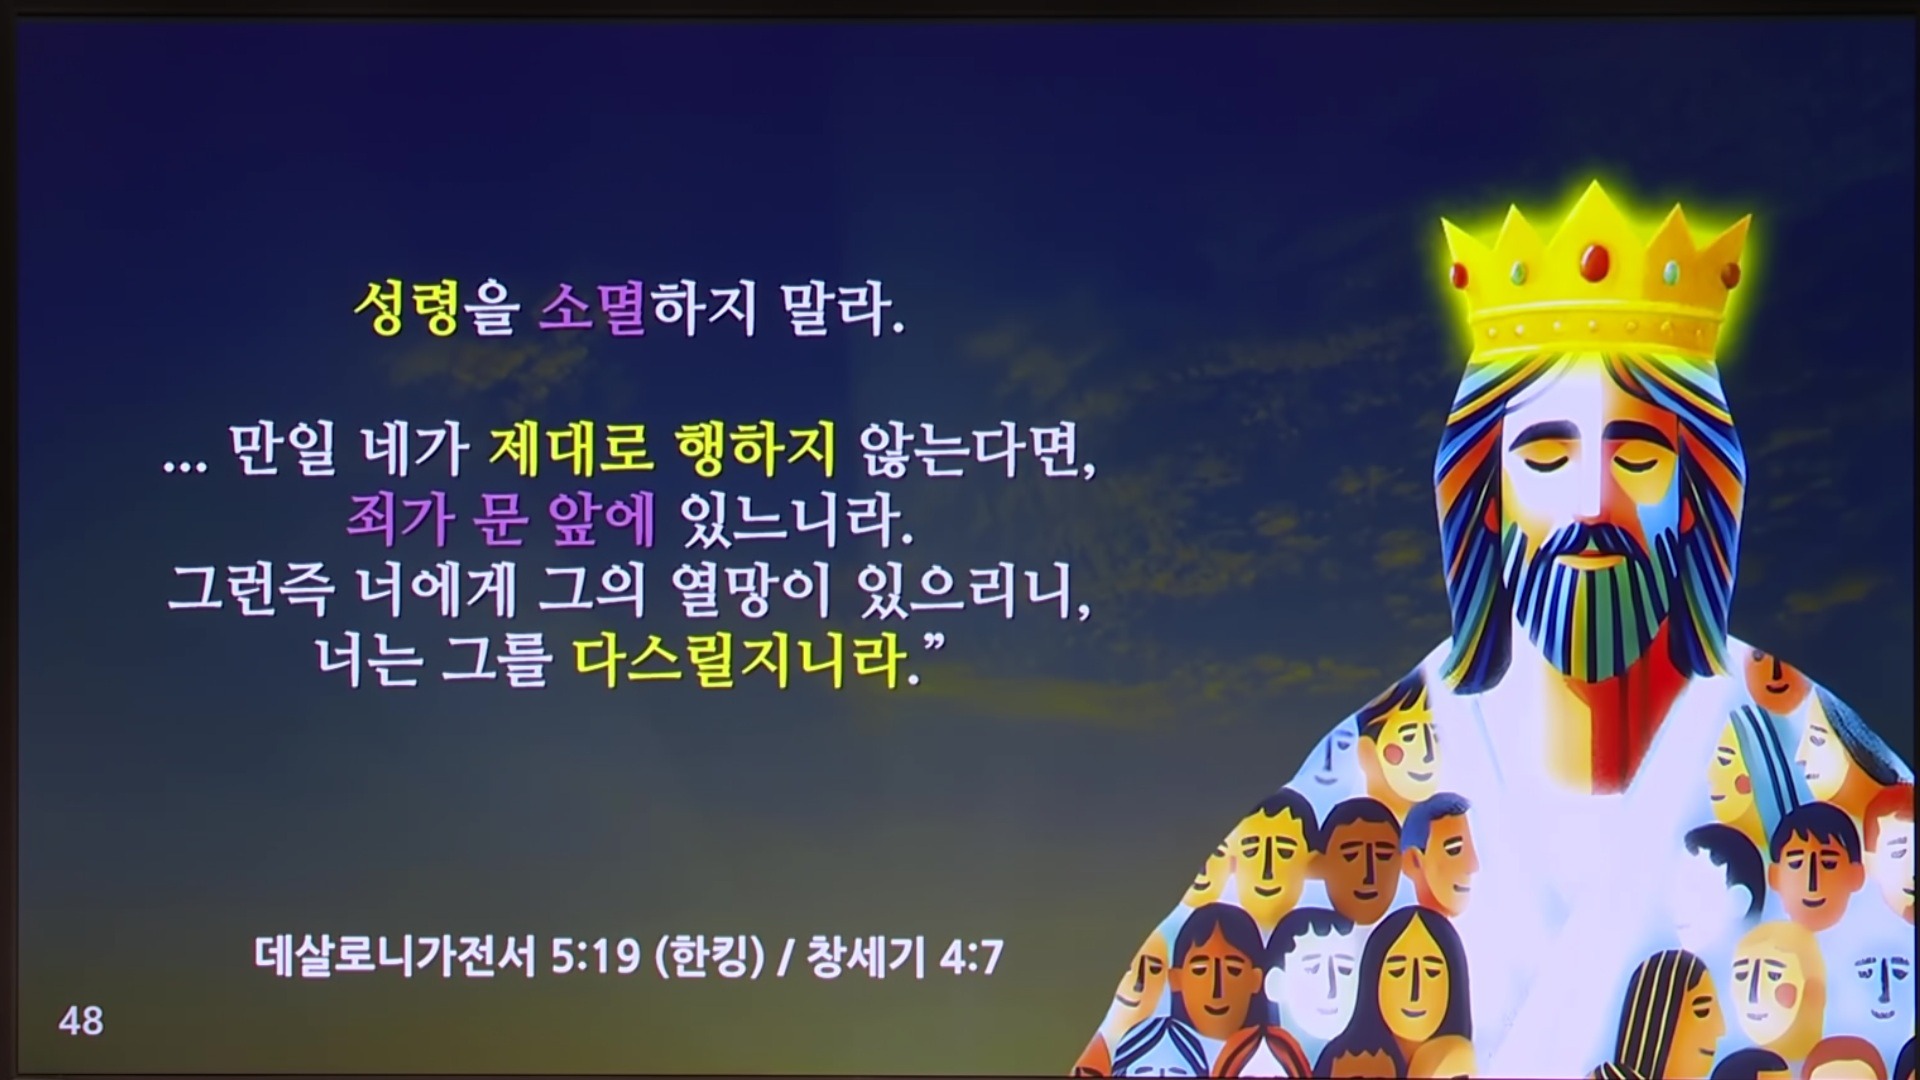 성령을 소멸하지 말라.
... 만일 네가 제대로 행하지 않는다면,
죄가 문 앞에 있느니라.
그런즉 너에게 그의 열망이 있으리니,
너는 그를 다스릴지니라.”
데살로니가전서 5:19 (한킹) / 창세기 4:7
48